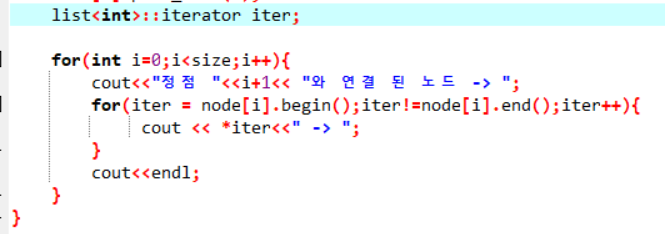 list<int>::iterator iter;
for(int i=0;i<size;i++){
cout<<"정점 "<<i+1<< "와 연결 된 노드 -> ";
for(iter = node[i].begin();iter!=node[i].end();iter++){
cout << *iter<<" -> ";
}
cout<<endl;
}
}